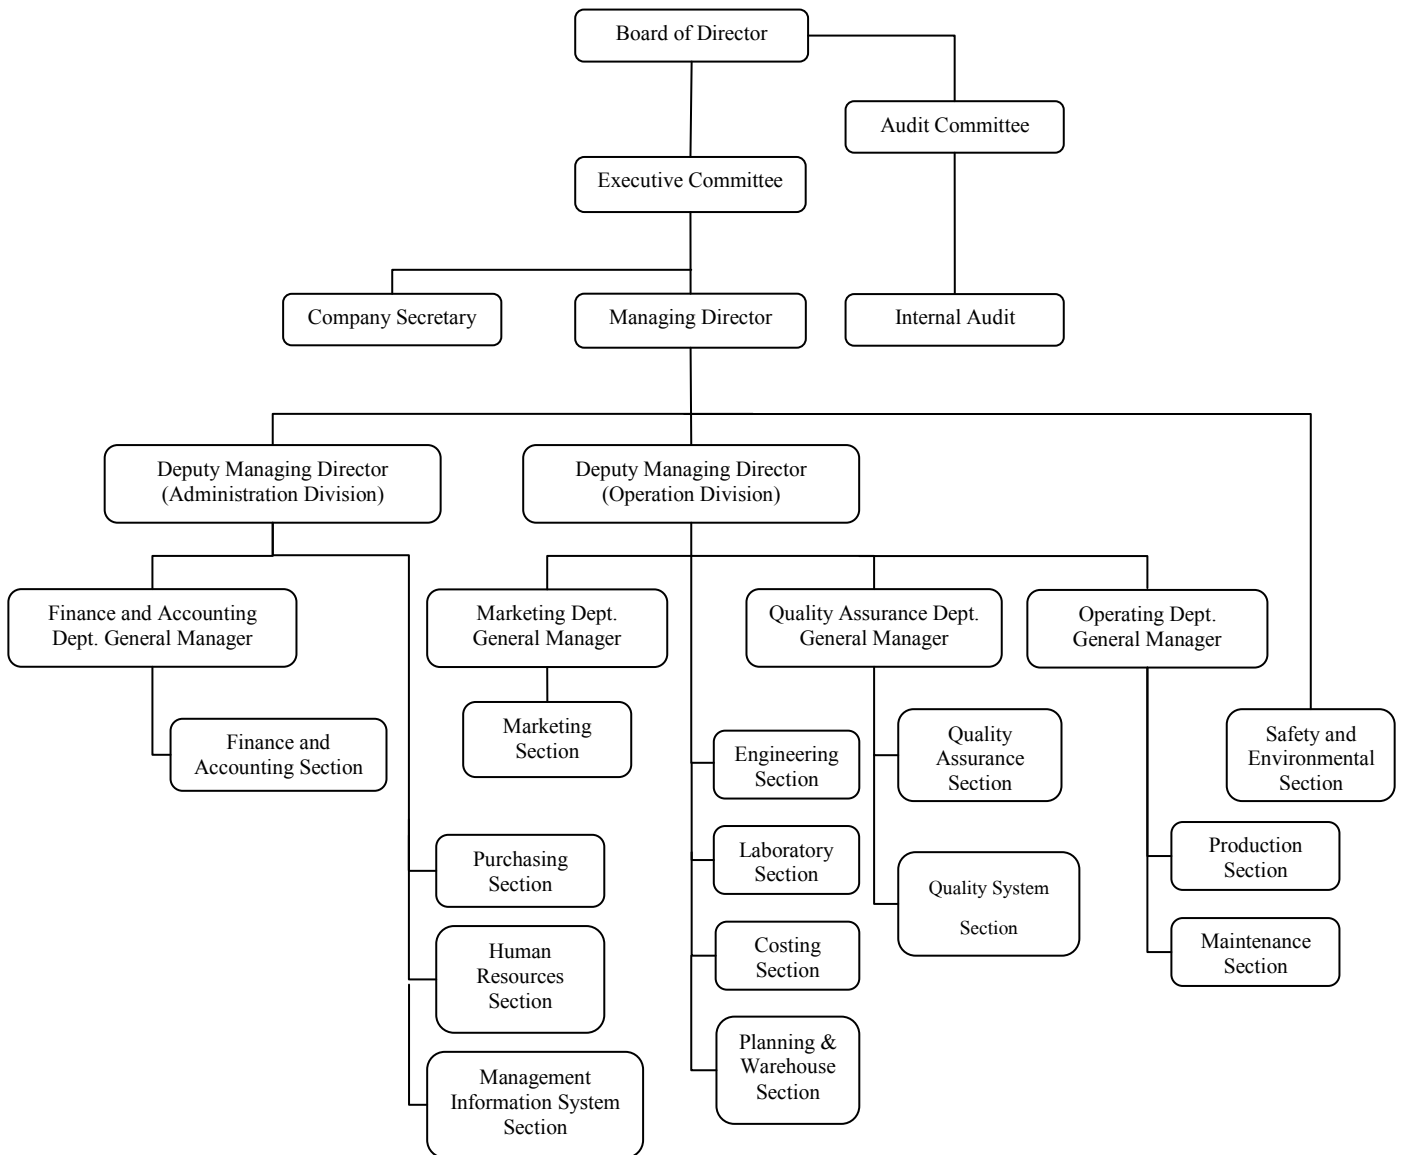 Board of Director
Audit Committee
Executive Committee
Company Secretary
Managing Director
Internal Audit
Deputy Managing Director
(Administration Division)
Deputy Managing Director
(Operation Division)
Finance and Accounting
Dept. General Manager
Marketing Dept.
General Manager
Quality Assurance Dept.
General Manager
Operating Dept.
General Manager
Finance and
Accounting Section
Marketing
Section
Engineering
Section
Quality
Assurance
Section
Safety and
Environmental
Section
Purchasing
Section
Laboratory
Section
Quality System
Section
Production
Section
Human
Resources
Section
Costing
Section
Maintenance
Section
Management
Information System
Section
Planning &
Warehouse
Section